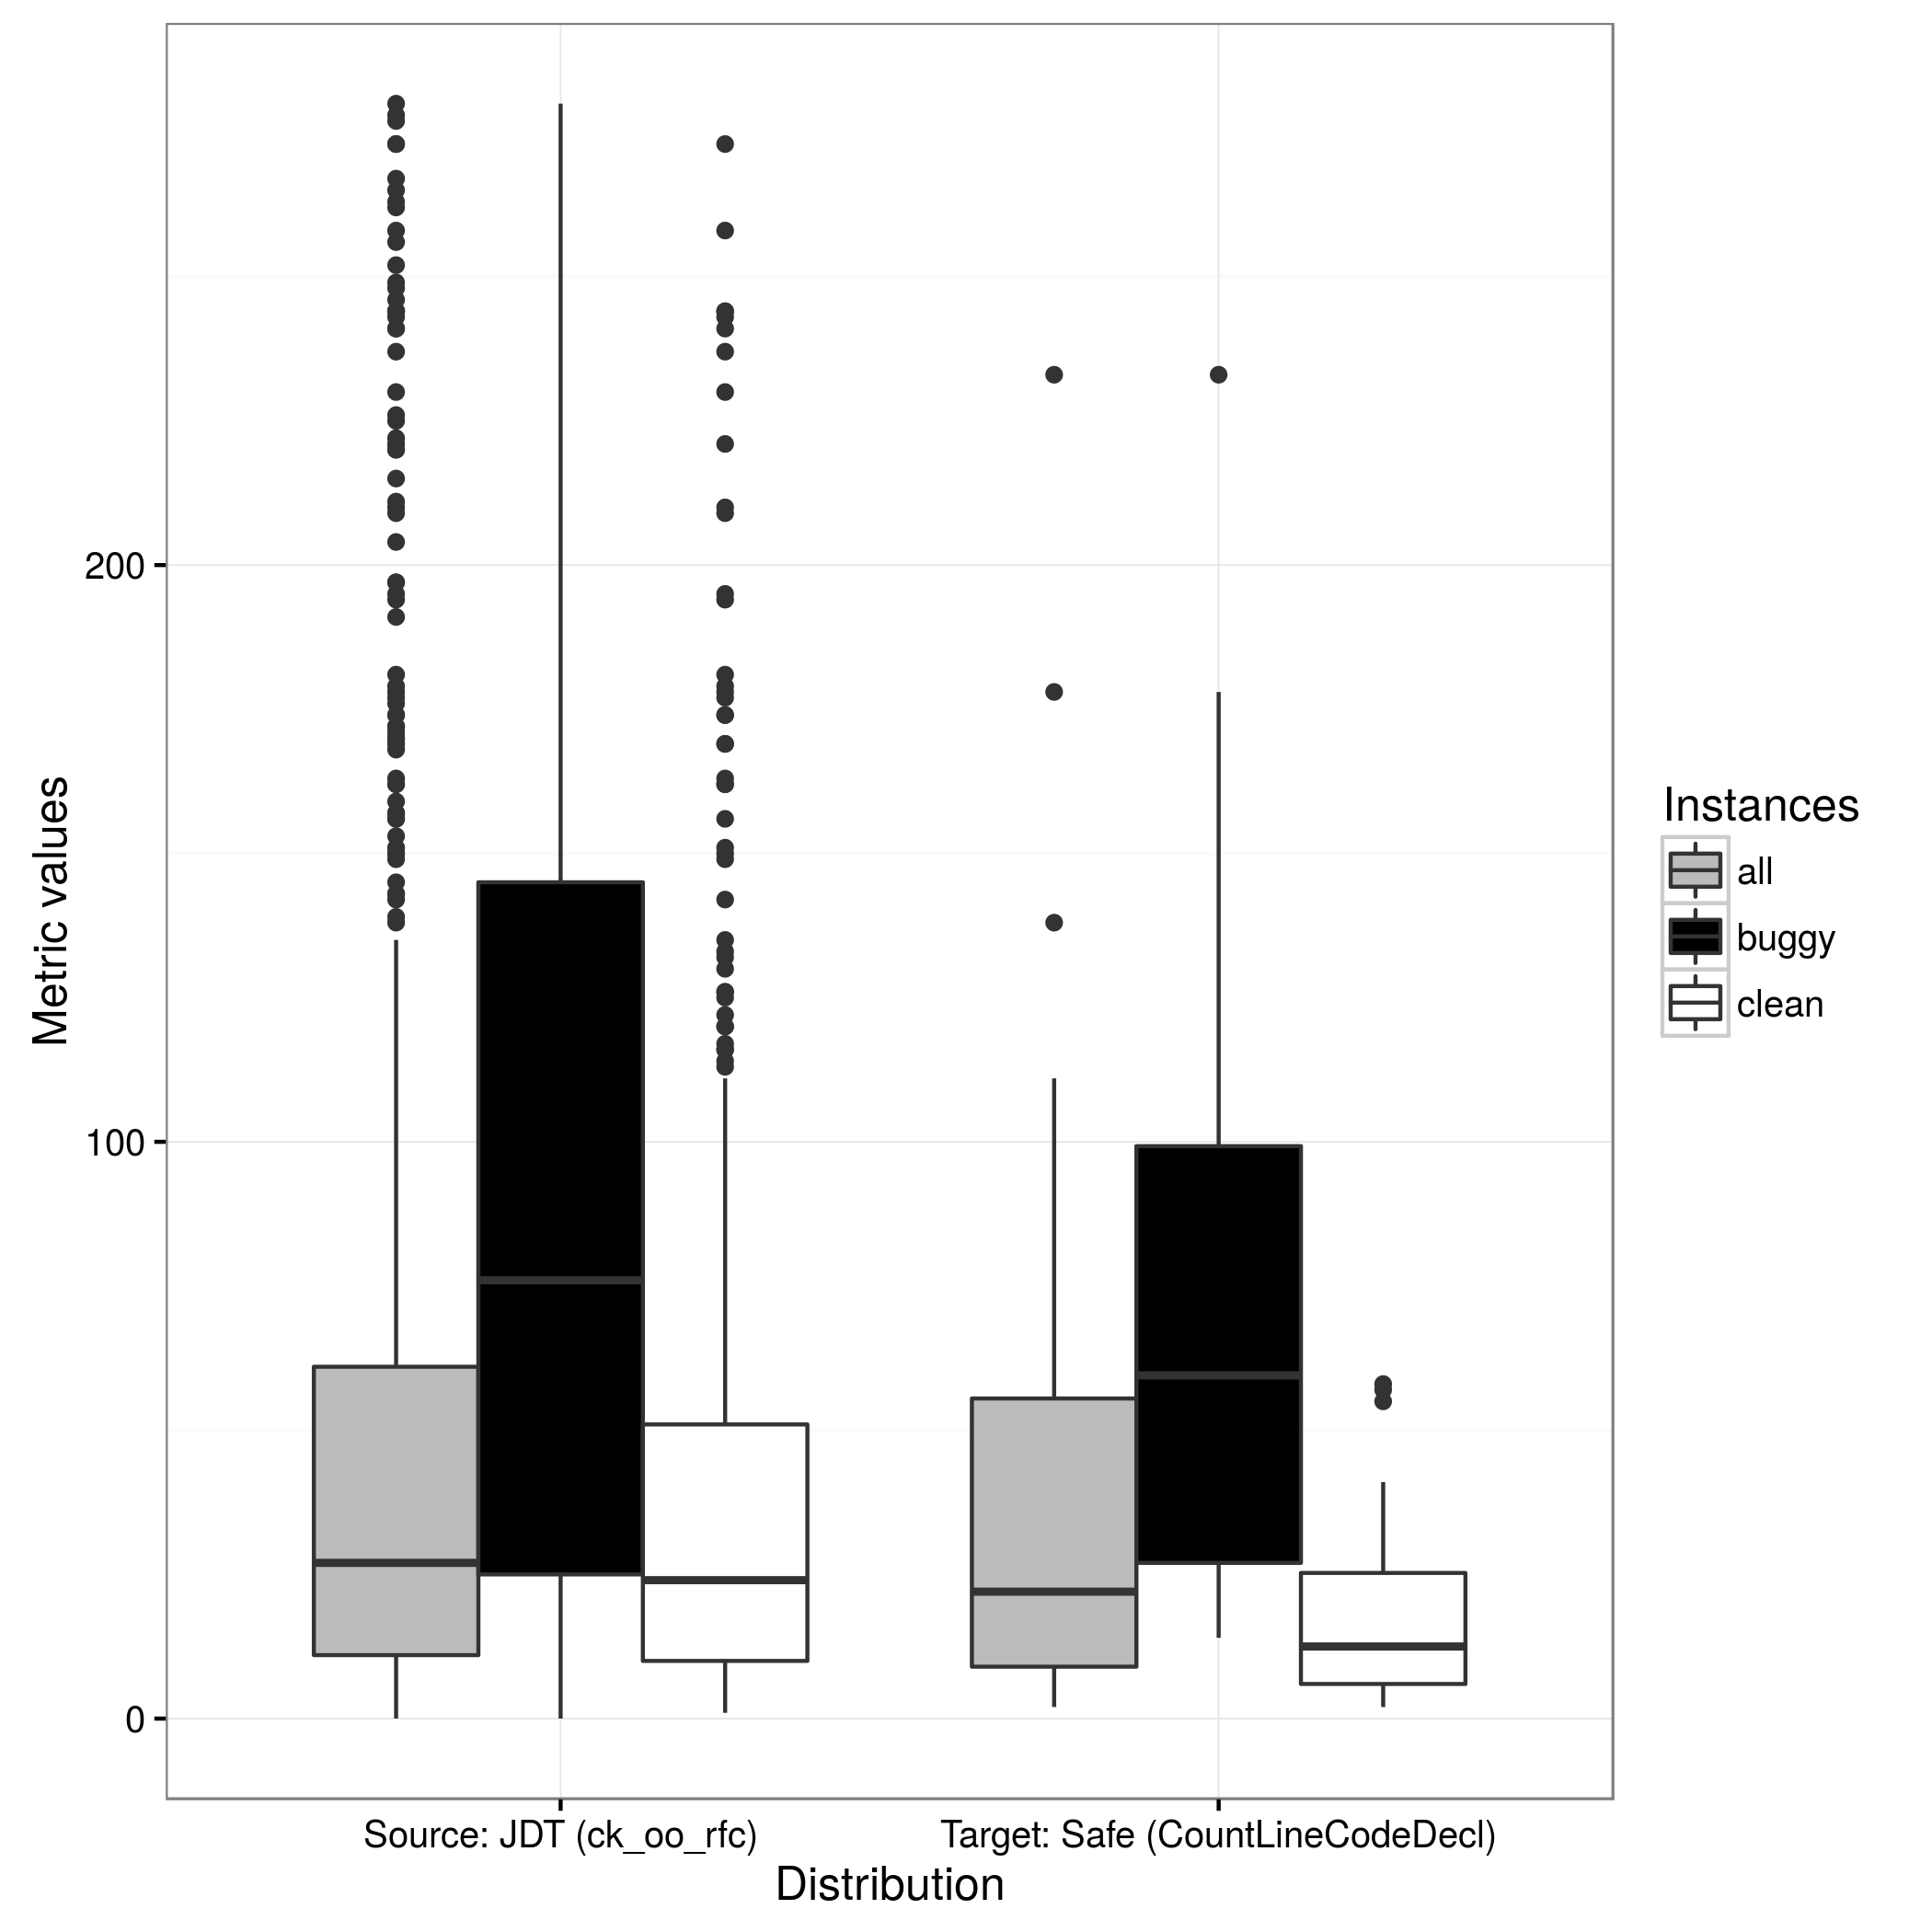 Metric values
200
100
0
Source: JDT (ck_oo_rfc)
Target: Safe (CountLineCodeDecl)
Distribution
Instances
all
buggy
clean